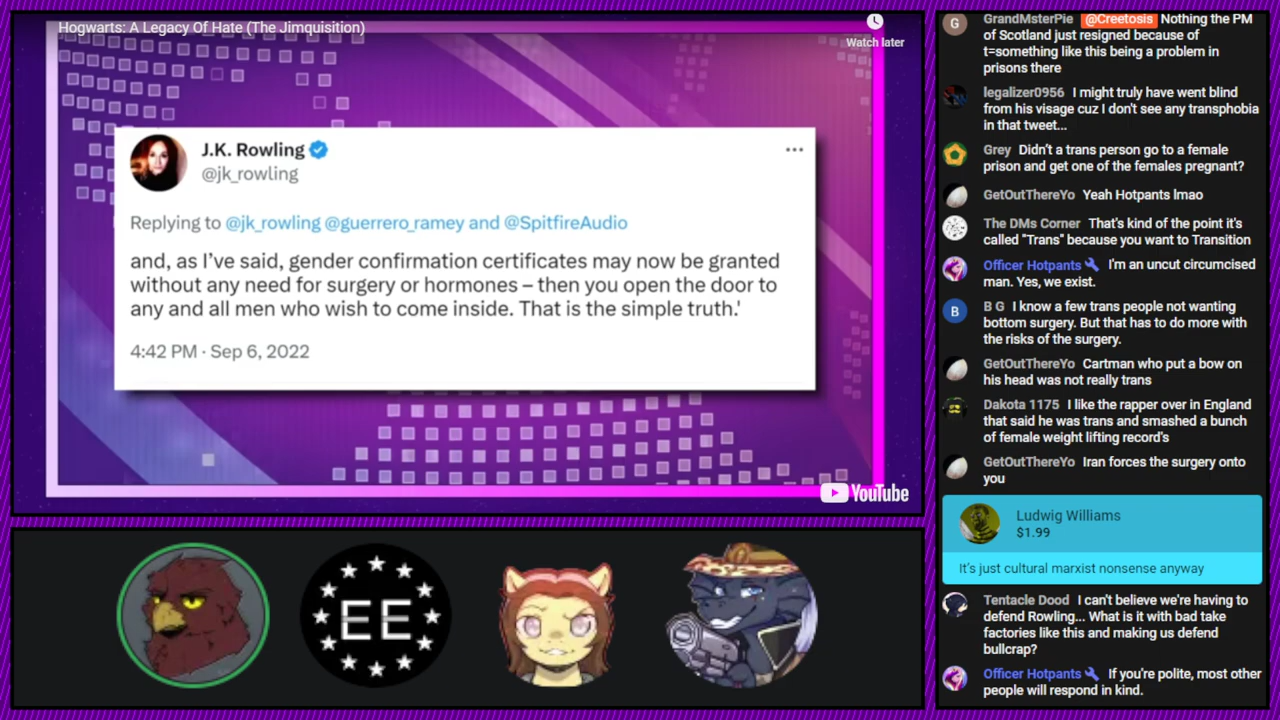 Hogwarts: A Legacy Of Hate (The Jimquisition)
Watch later
J.K. Rowling
@jk_rowling
Replying to @jk_rowling @guerrero_ramey and @SpitfireAudio
and, as I've said, gender confirmation certificates may now be granted
without any need for surgery or hormones – then you open the door to
any and all men who wish to come inside. That is the simple truth.'
4:42 PM · Sep 6, 2022
YouTube
EE
G
GrandMsterPie @Creetosis Nothing the PM
of Scotland just resigned because of
t=something like this being a problem in
prisons there
legalizer0956 I might truly have went blind
from his visage cuz I don't see any transphobia
in that tweet...
Grey Didn't a trans person go to a female
prison and get one of the females pregnant?
GetOutThereYo Yeah Hotpants lmao
The DMs Corner That's kind of the point it's
called "Trans" because you want to Transition
Officer Hotpants I'm an uncut circumcised
man. Yes, we exist.
B
B G I know a few trans people not wanting
bottom surgery. But that has to do more with
the risks of the surgery.
GetOutThereYo Cartman who put a bow on
his head was not really trans
Dakota 1175 I like the rapper over in England
that said he was trans and smashed a bunch
of female weight lifting record's
GetOutThereYo Iran forces the surgery onto
you
Ludwig Williams
$1.99
It's just cultural marxist nonsense anyway
Tentacle Dood I can't believe we're having to
defend Rowling... What is it with bad take
factories like this and making us defend
bullcrap?
Officer Hotpants If you're polite, most other
people will respond in kind.